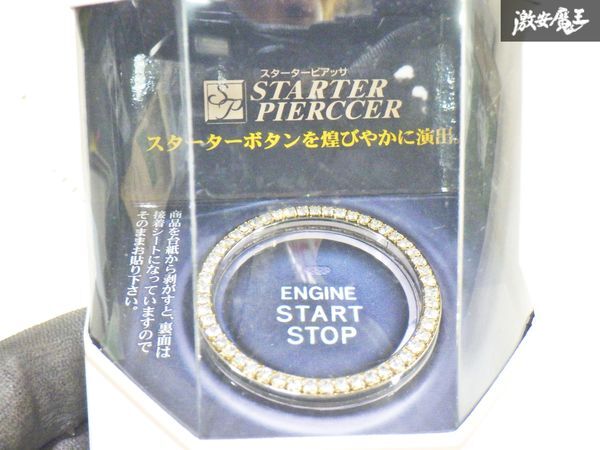 激安魔王
スターターピアッサ
SP
STARTER
PIERCCER
スターターボタンを煌びやかに演出。
商品を台紙から剥がすと、裏面は
接着シートになっていますので
そのままお貼り下さい。
ENGINE
START
STOP